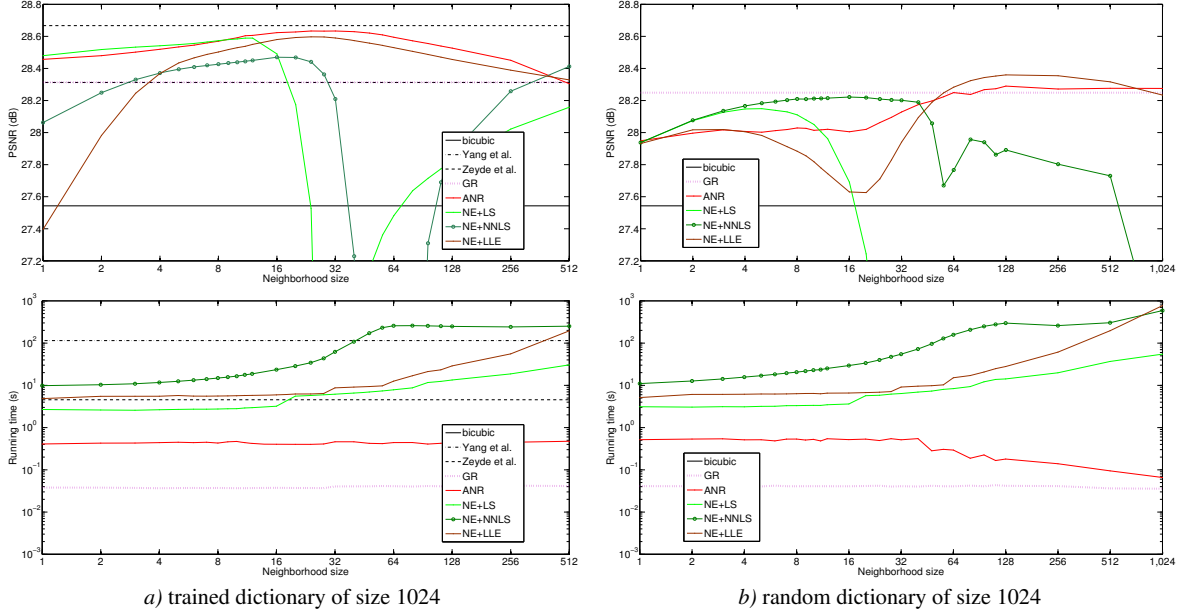 28.8
28.6
28.4
28.2
28
27.8
27.6
27.4
27.2
PSNR (dB)
bicubic
Yang et al.
Zeyde et al.
GR
ANR
NE+LS
NE+NNLS
NE+LLE
1 2 4 8 16 32 64 128 256 512
Neighborhood size
28.8
28.6
28.4
28.2
28
27.8
27.6
27.4
27.2
PSNR (dB)
bicubic
GR
ANR
NE+LS
NE+NNLS
NE+LLE
1 2 4 8 16 32 64 128 256 512 1,024
Neighborhood size
10³
10²
10¹
10⁰
10⁻¹
10⁻²
10⁻³
Running time (s)
bicubic
Yang et al.
Zeyde et al.
GR
ANR
NE+LS
NE+NNLS
NE+LLE
1 2 4 8 16 32 64 128 256 512
Neighborhood size
10³
10²
10¹
10⁰
10⁻¹
10⁻²
10⁻³
Running time (s)
bicubic
GR
ANR
NE+LS
NE+NNLS
NE+LLE
1 2 4 8 16 32 64 128 256 512 1,024
Neighborhood size
a) trained dictionary of size 1024
b) random dictionary of size 1024